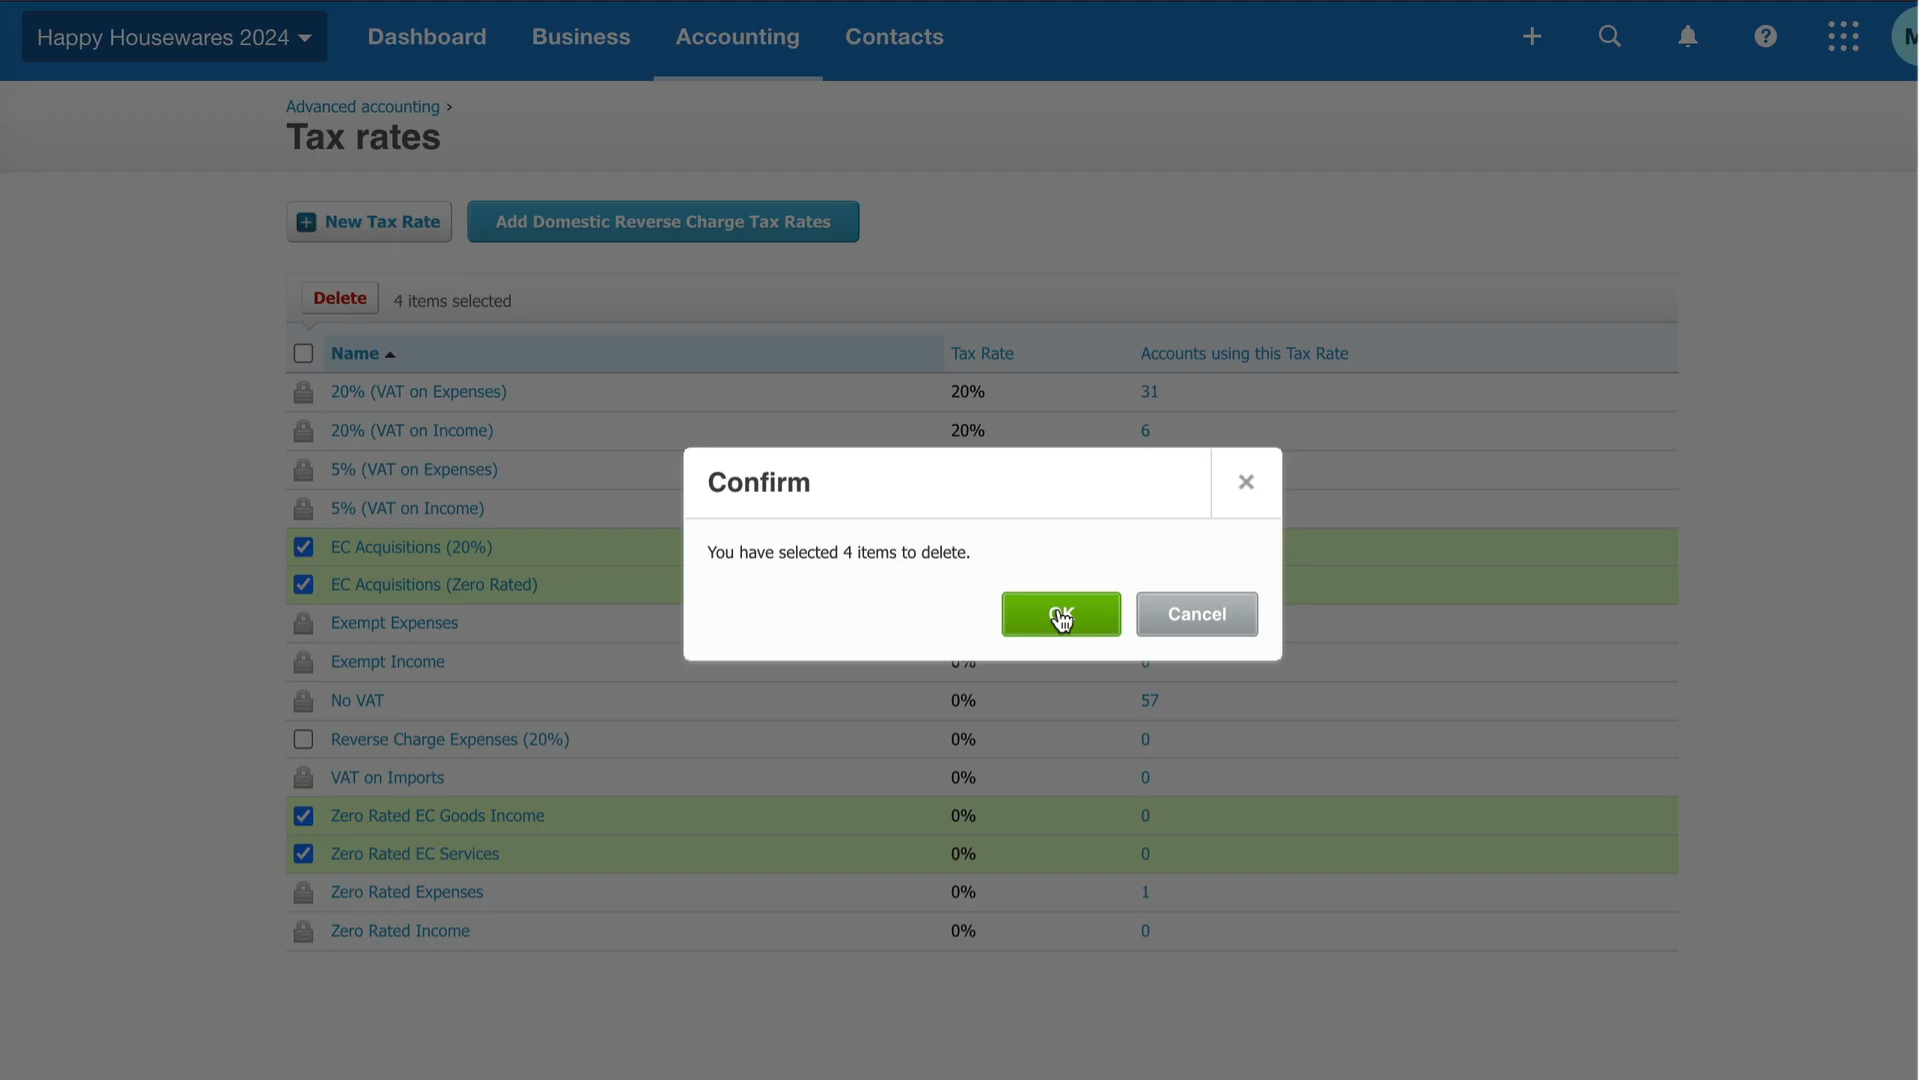 Happy Housewares 2024
Dashboard
Business
Accounting
Contacts
Advanced accounting ›
Tax rates
New Tax Rate
Add Domestic Reverse Charge Tax Rates
Delete
4 items selected
Name
Tax Rate
Accounts using this Tax Rate
20% (VAT on Expenses)
20%
31
20% (VAT on Income)
20%
6
5% (VAT on Expenses)
5% (VAT on Income)
EC Acquisitions (20%)
EC Acquisitions (Zero Rated)
Confirm
You have selected 4 items to delete.
OK
Cancel
Exempt Expenses
Exempt Income
0%
0
No VAT
0%
57
Reverse Charge Expenses (20%)
0%
0
VAT on Imports
0%
0
Zero Rated EC Goods Income
0%
0
Zero Rated EC Services
0%
0
Zero Rated Expenses
0%
1
Zero Rated Income
0%
0